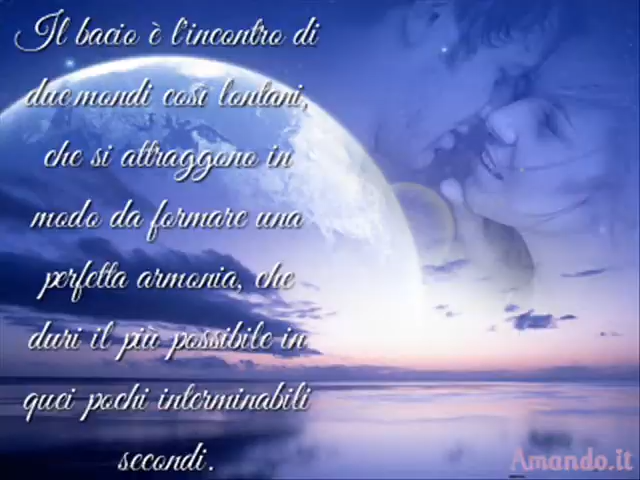 Il bacio è l'incontro di
due mondi così lontani,
che si attraggono in
modo da formare una
perfetta armonia, che
duri il più possibile in
quei pochi interminabili
secondi.
Amando.it